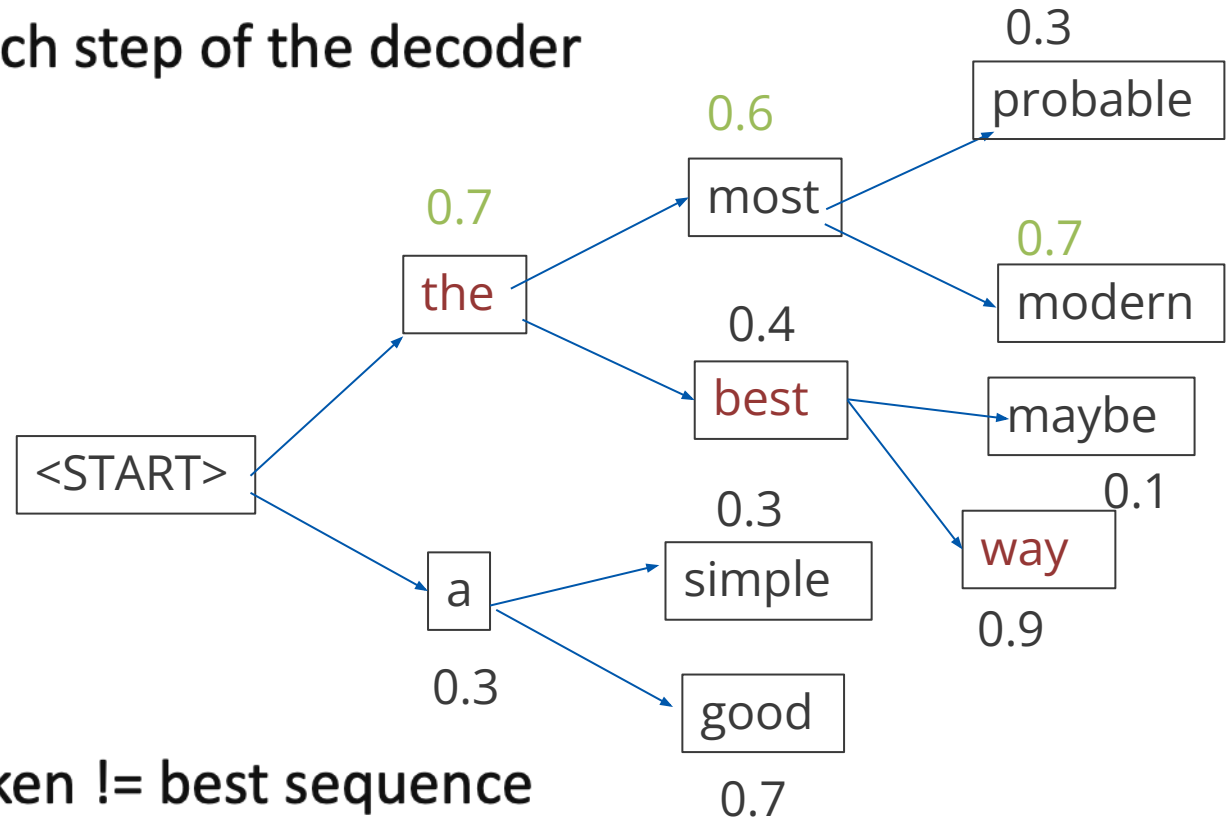 ch step of the decoder
0.3
probable
0.6
most
0.7
the
0.7
modern
0.4
best
maybe
0.1
<START>
0.3
simple
way
0.9
a
0.3
good
0.7
ken != best sequence